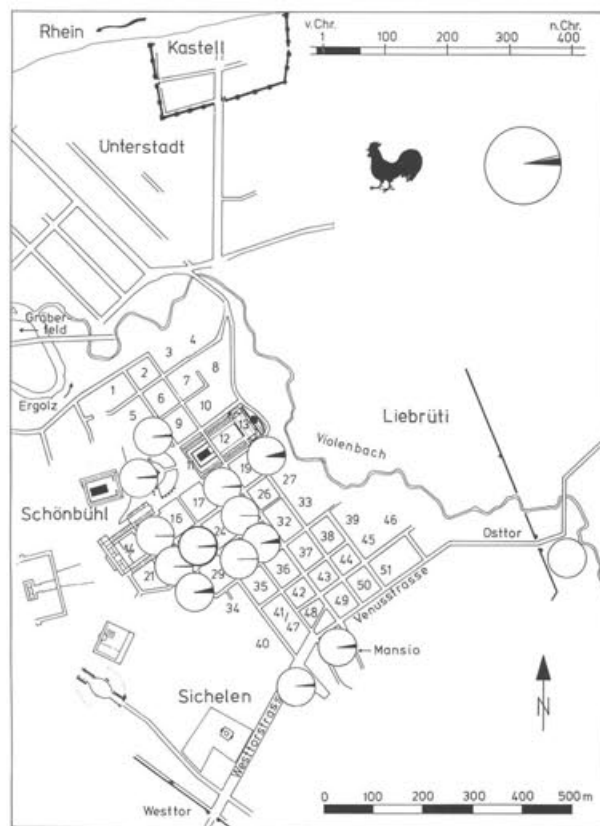 v.Chr. n.Chr.
1 100 200 300 400
Rhein
Kastell
Unterstadt
Gräber-
feld
Ergolz
1 2 3 4
5 6 7 8
9 10
11 12 13
Liebrüti
Violenbach
Schönbühl
16 17 19 26 27
32 33
39 46
38 45
Osttor
14 24 37 44
21 29 35 36 43 50 51
34 42 49
41 48
47
40
Venusstrasse
Mansio
Sichelen
Westtorstrasse
Westtor
N
0 100 200 300 400 500 m